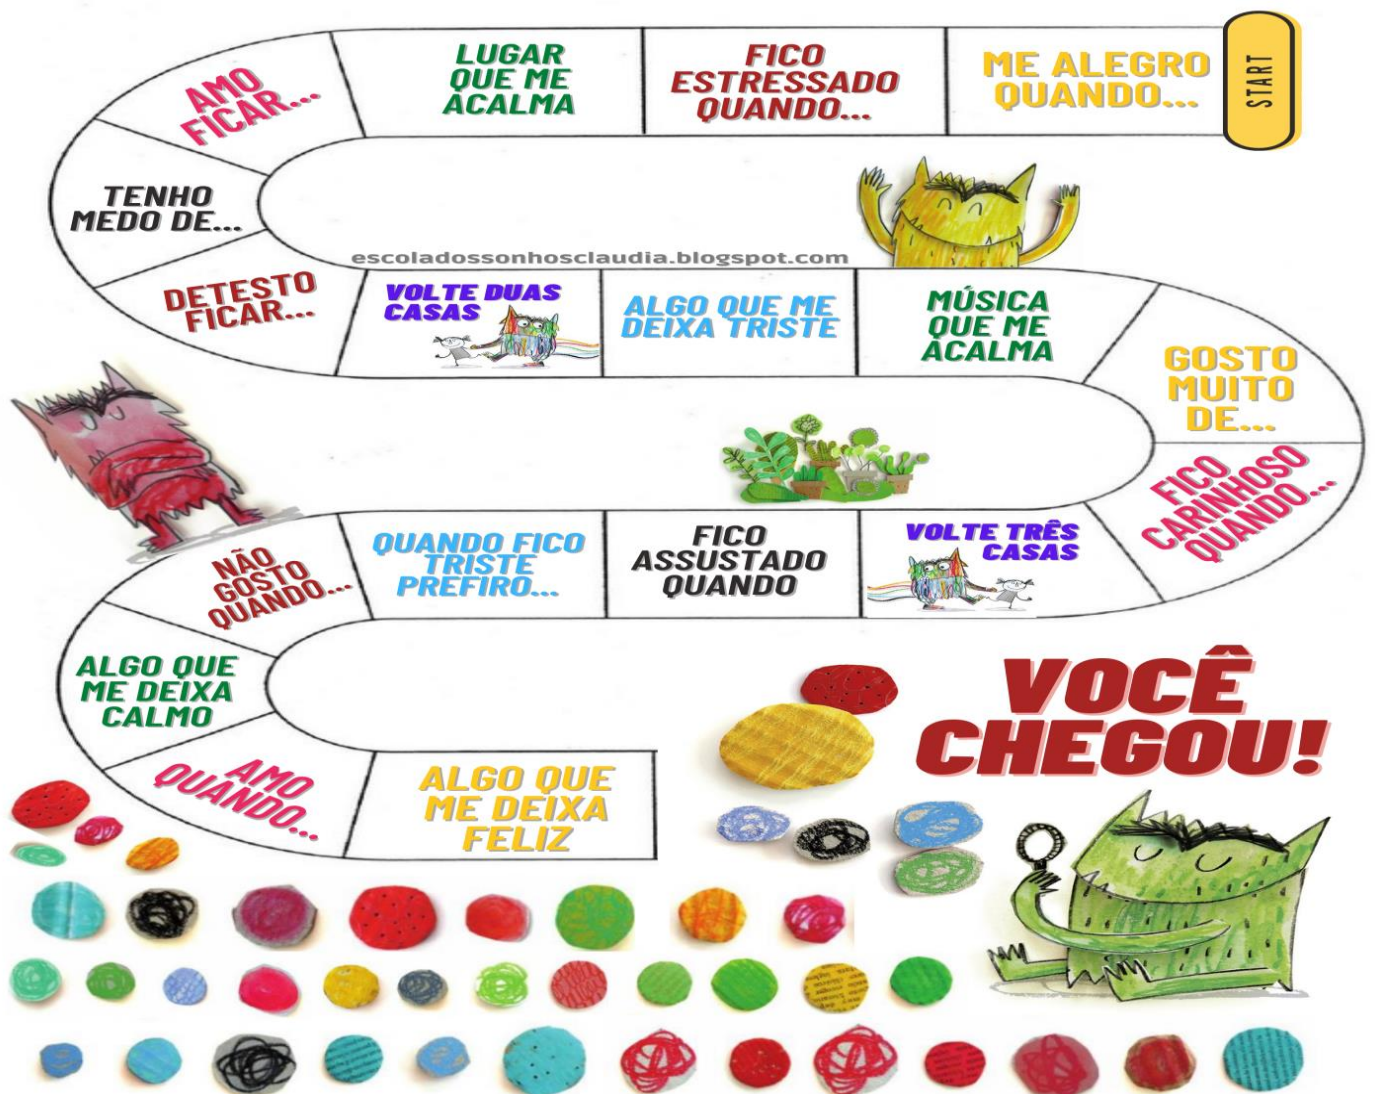 START
ME ALEGRO
QUANDO...
FICO
ESTRESSADO
QUANDO...
LUGAR
QUE ME
ACALMA
AMO
FICAR...
TENHO
MEDO DE...
DETESTO
FICAR...
escoladossonhosclaudia.blogspot.com
VOLTE DUAS
CASAS
ALGO QUE ME
DEIXA TRISTE
MÚSICA
QUE ME
ACALMA
GOSTO
MUITO
DE...
FICO
CARINHOSO
QUANDO...
VOLTE TRÊS
CASAS
FICO
ASSUSTADO
QUANDO
QUANDO FICO
TRISTE
PREFIRO...
NÃO
GOSTO
QUANDO...
ALGO QUE
ME DEIXA
CALMO
AMO
QUANDO...
ALGO QUE
ME DEIXA
FELIZ
VOCÊ
CHEGOU!